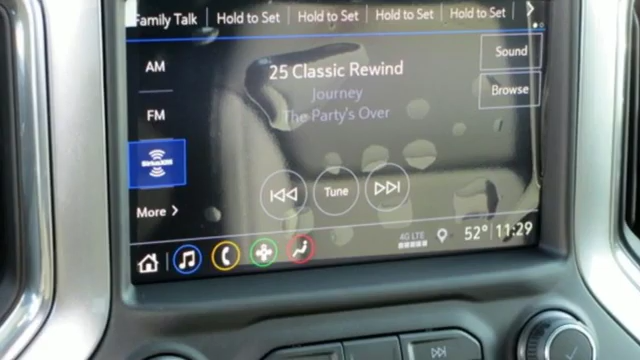 Family Talk Hold to Set Hold to Set Hold to Set Hold to Set
AM
25 Classic Rewind
Sound
Journey
Browse
FM
The Party's Over
SiriusXM
Tune
More
4G LTE
52° 11:29